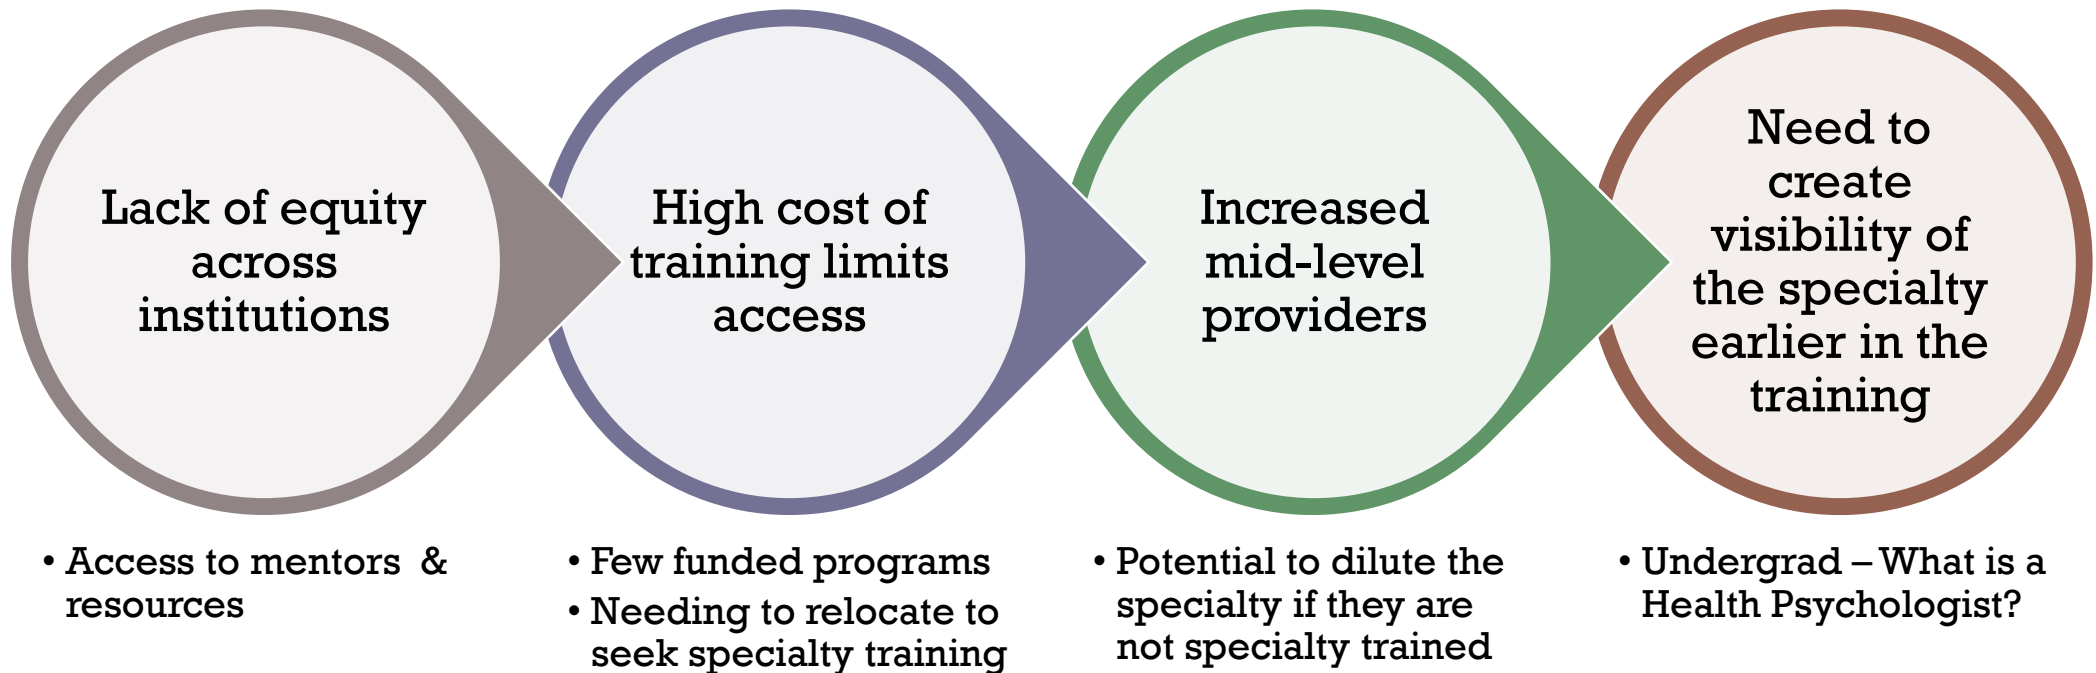 Lack of equity
across
institutions
• Access to mentors & 
resources
High cost of
training limits
access
• Few funded programs
• Needing to relocate to
seek specialty training
Increased
mid-level
providers
• Potential to dilute the
specialty if they are
not specialty trained
Need to
create
visibility of
the specialty
earlier in the
training
• Undergrad – What is a
Health Psychologist?